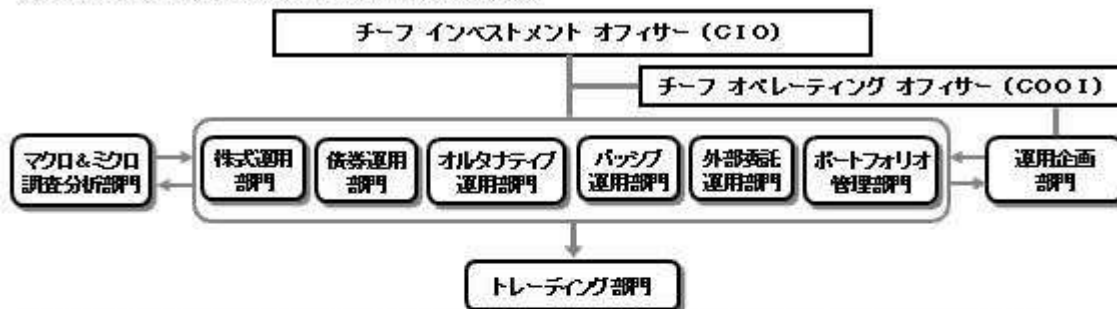 チーフ インベストメント オフィサー (CIO)
チーフ オペレーティング オフィサー (COOI)
マクロ&ミクロ
調査分析部門
株式運用
部門
債券運用
部門
オルタナティブ
運用部門
パッシブ
運用部門
外部委託
運用部門
ポートフォリオ
管理部門
運用企画
部門
トレーディング部門